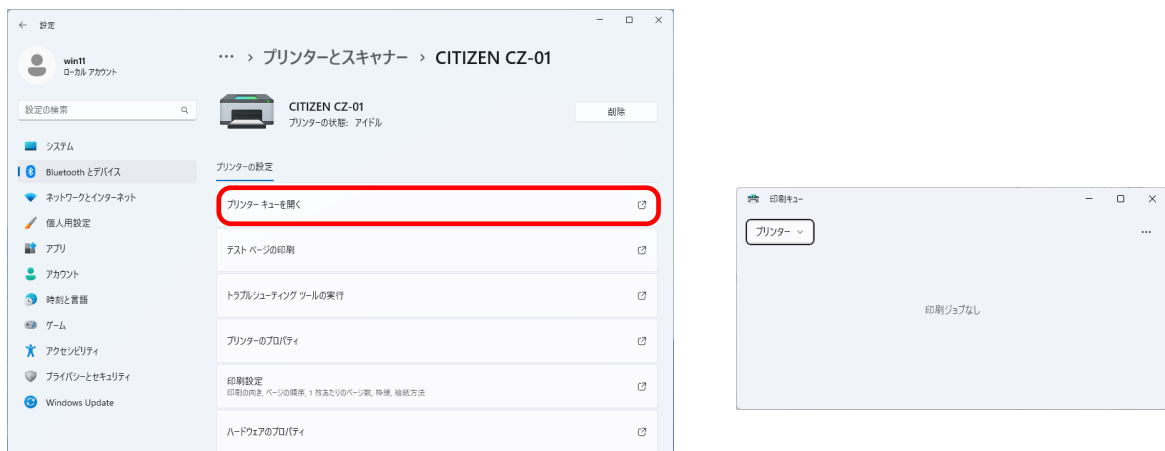 ← 設定
win11
ローカル アカウント
設定の検索
システム
Bluetooth とデバイス
ネットワークとインターネット
個人用設定
アプリ
アカウント
時刻と言語
ゲーム
アクセシビリティ
プライバシーとセキュリティ
Windows Update
… › プリンターとスキャナー › CITIZEN CZ-01
CITIZEN CZ-01
プリンターの状態: アイドル
削除
プリンターの設定
プリンター キューを開く
テスト ページの印刷
トラブルシューティング ツールの実行
プリンターのプロパティ
印刷設定
印刷の向き, ページの順序, 1 枚あたりのページ数, 枠線, 給紙方法
ハードウェアのプロパティ
印刷キュー
プリンター
…
印刷ジョブなし